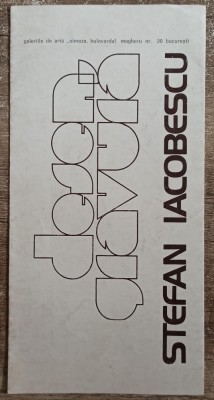 galeriile de artă „simeza„ bulevardul magheru nr. 20 bucurești
desen
gravură
STEFAN IACOBESCU